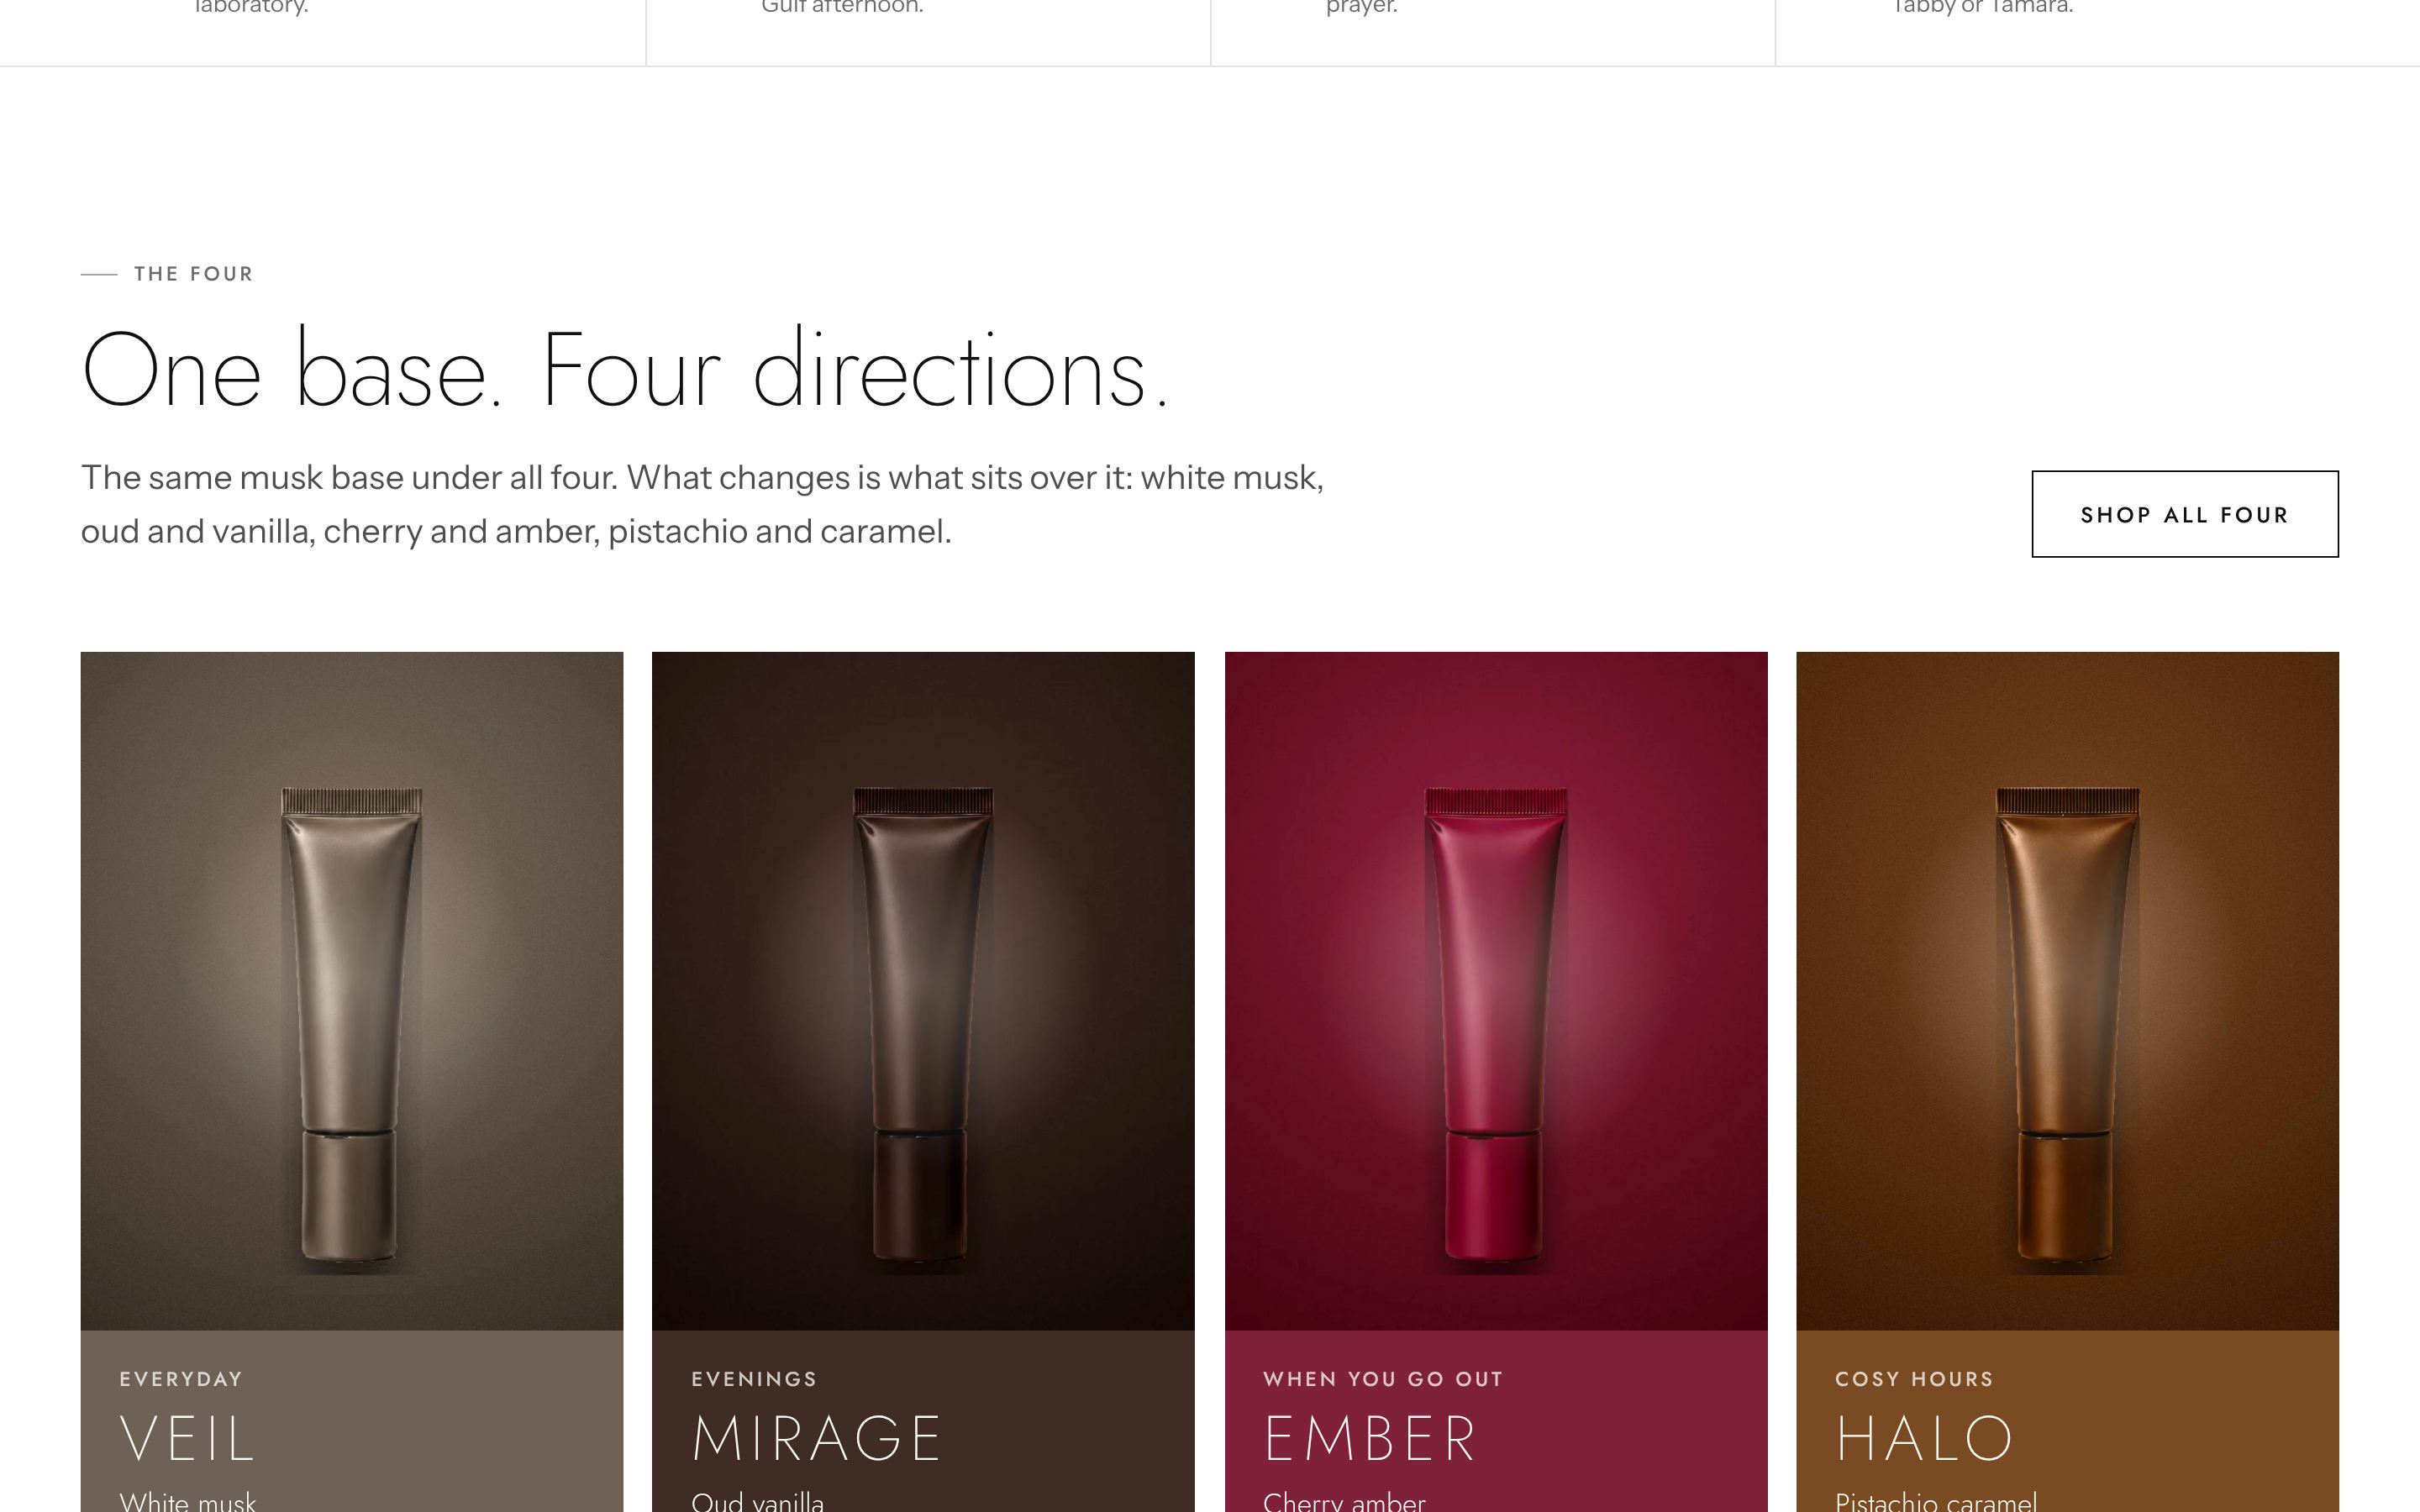 laboratory.
Gulf afternoon.
prayer.
Tabby or Tamara.
THE FOUR
One base. Four directions.
The same musk base under all four. What changes is what sits over it: white musk,
oud and vanilla, cherry and amber, pistachio and caramel.
SHOP ALL FOUR
EVERYDAY
VEIL
White musk
EVENINGS
MIRAGE
Oud vanilla
WHEN YOU GO OUT
EMBER
Cherry amber
COSY HOURS
HALO
Pistachio caramel